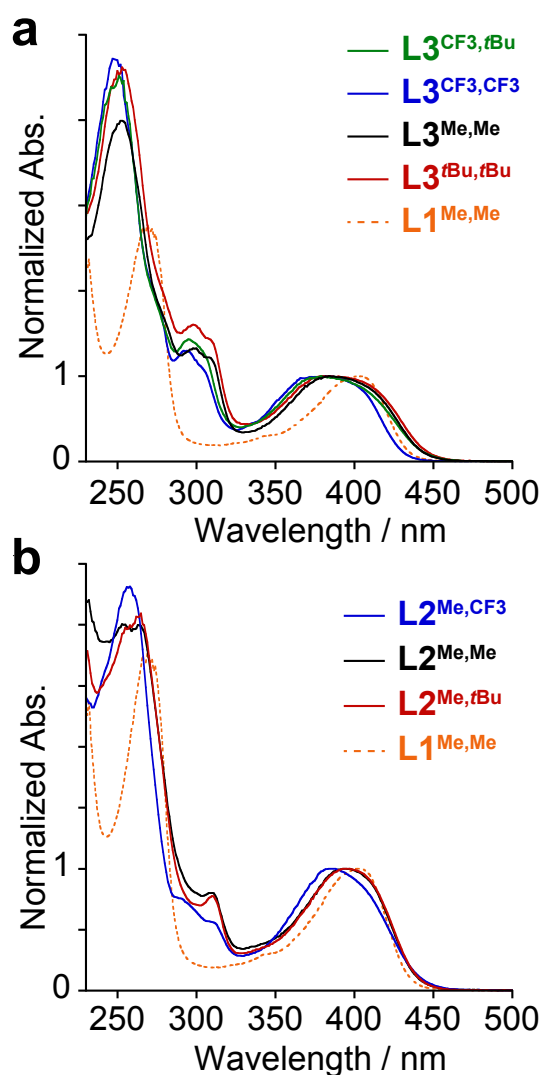 a
L3CF3,tBu
L3CF3,CF3
L3Me,Me
L3tBu,tBu
L1Me,Me
Normalized Abs.
1
0
250 300 350 400 450 500
Wavelength / nm
b
L2Me,CF3
L2Me,Me
L2Me,tBu
L1Me,Me
Normalized Abs.
1
0
250 300 350 400 450 500
Wavelength / nm